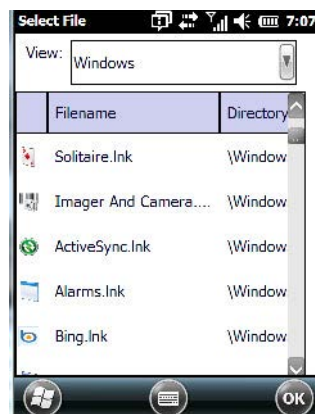 Select File 7:07
View: Windows
Filename Directory
Solitaire.lnk \Window
Imager And Camera.... \Window
ActiveSync.lnk \Window
Alarms.lnk \Window
Bing.lnk \Window
OK